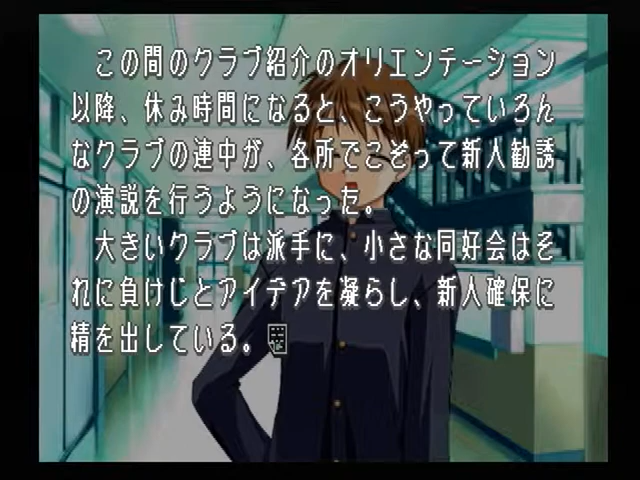 この間のクラブ紹介のオリエンテーション
以降、休み時間になると、こうやっていろん
なクラブの連中が、各所でこぞって新人勧誘
の演説を行うようになった。
大きいクラブは派手に、小さな同好会はそ
れに負けじとアイデアを凝らし、新人確保に
精を出している。